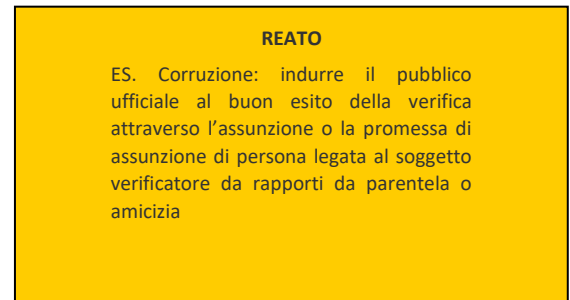 REATO
ES. Corruzione: indurre il pubblico
ufficiale al buon esito della verifica
attraverso l’assunzione o la promessa di
assunzione di persona legata al soggetto
verificatore da rapporti da parentela o
amicizia